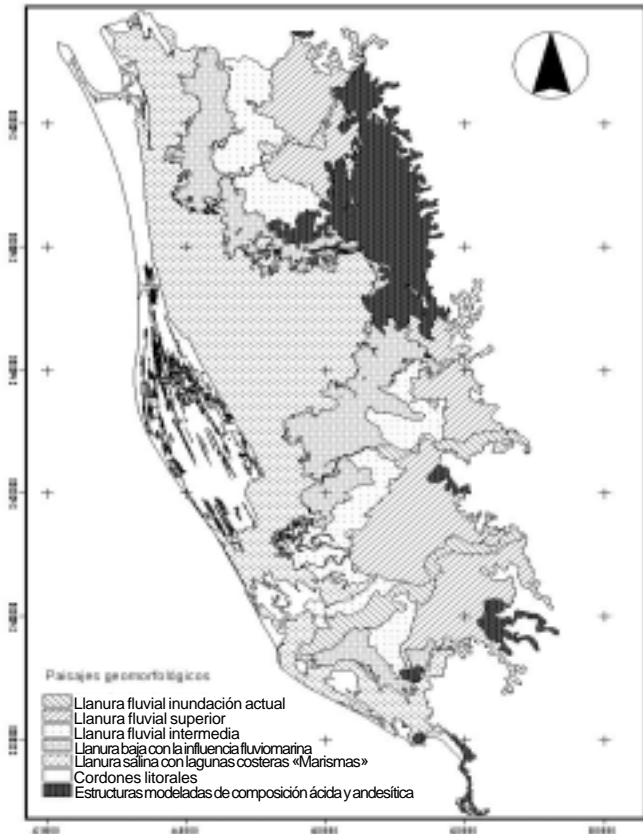 Paisajes geomorfológicos
Llanura fluvial inundación actual
Llanura fluvial superior
Llanura fluvial intermedia
Llanura baja con la influencia fluviomarina
Llanura salina con lagunas costeras «Marismas»
Cordones litorales
Estructuras modeladas de composición ácida y andesítica